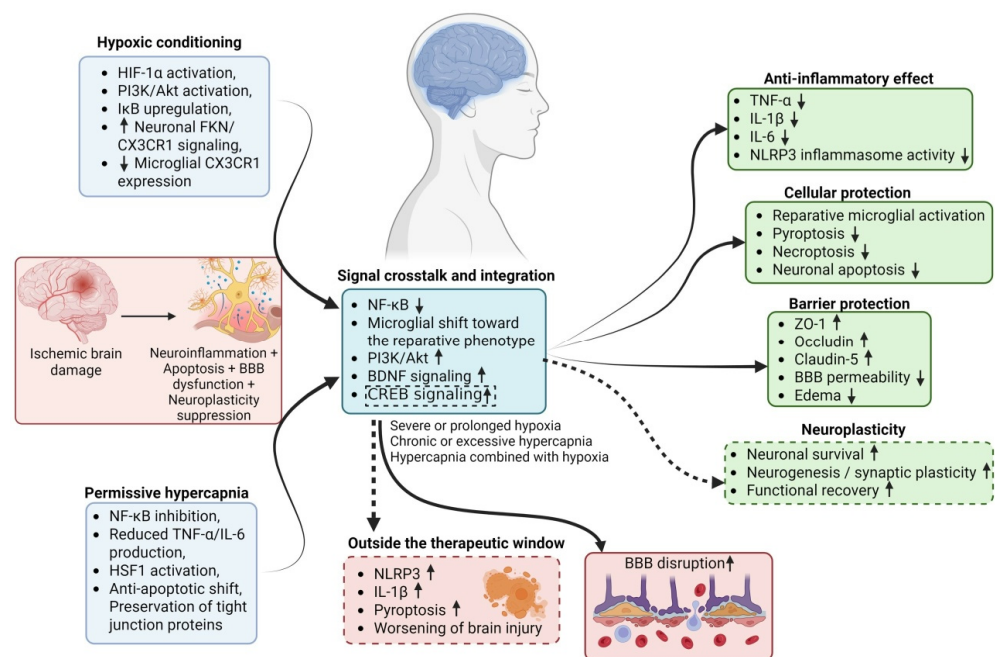 Hypoxic conditioning
• HIF-1α activation,
• PI3K/Akt activation,
• IκB upregulation,
• ↑ Neuronal FKN/
CX3CR1 signaling,
• ↓ Microglial CX3CR1
expression
Ischemic brain
damage
Neuroinflammation +
Apoptosis + BBB
dysfunction +
Neuroplasticity
suppression
Permissive hypercapnia
• NF-κB inhibition,
• Reduced TNF-α/IL-6
production,
• HSF1 activation,
• Anti-apoptotic shift,
Preservation of tight
junction proteins
Signal crosstalk and integration
• NF-κB ↓
• Microglial shift toward
the reparative phenotype
• PI3K/Akt ↑
• BDNF signaling ↑
• CREB signaling ↑
Severe or prolonged hypoxia
Chronic or excessive hypercapnia
Hypercapnia combined with hypoxia
Outside the therapeutic window
• NLRP3 ↑
• IL-1β ↑
• Pyroptosis ↑
• Worsening of brain injury
BBB disruption ↑
Anti-inflammatory effect
• TNF-α ↓
• IL-1β ↓
• IL-6 ↓
• NLRP3 inflammasome activity ↓
Cellular protection
• Reparative microglial activation
• Pyroptosis ↓
• Necroptosis ↓
• Neuronal apoptosis ↓
Barrier protection
• ZO-1 ↑
• Occludin ↑
• Claudin-5 ↑
• BBB permeability ↓
• Edema ↓
Neuroplasticity
• Neuronal survival ↑
• Neurogenesis / synaptic plasticity ↑
• Functional recovery ↑